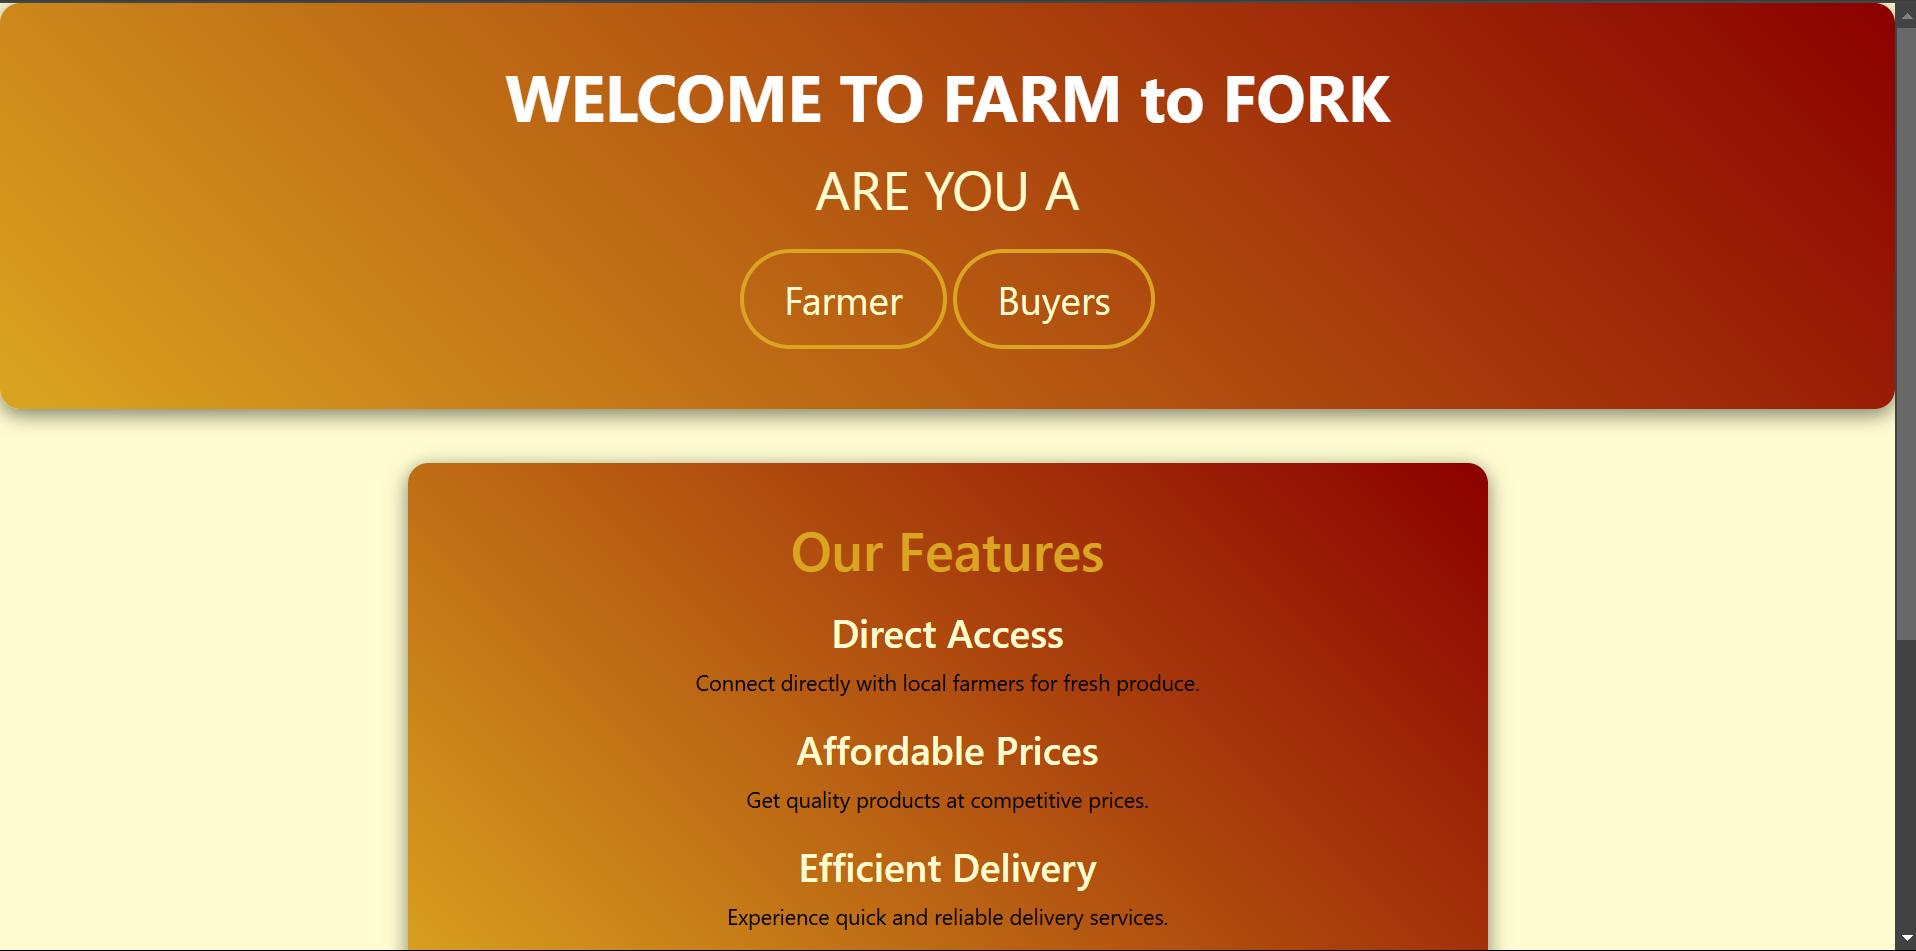 WELCOME TO FARM to FORK
ARE YOU A
Farmer Buyers
Our Features
Direct Access
Connect directly with local farmers for fresh produce.
Affordable Prices
Get quality products at competitive prices.
Efficient Delivery
Experience quick and reliable delivery services.